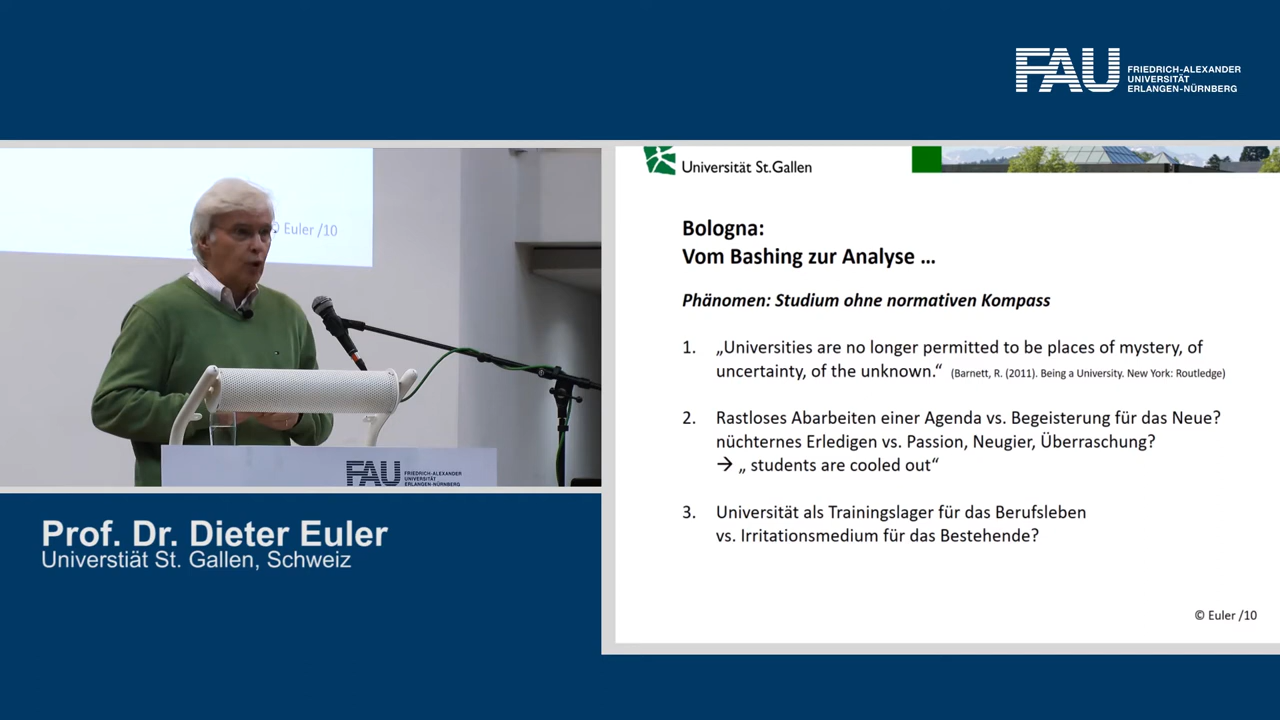 FAU FRIEDRICH-ALEXANDER
UNIVERSITÄT
ERLANGEN-NÜRNBERG
© Euler /10
FAU FRIEDRICH-ALEXANDER
UNIVERSITÄT
ERLANGEN-NÜRNBERG
Prof. Dr. Dieter Euler
Universtiät St. Gallen, Schweiz
Universität St.Gallen
Bologna:
Vom Bashing zur Analyse ...
Phänomen: Studium ohne normativen Kompass
1. „Universities are no longer permitted to be places of mystery, of
uncertainty, of the unknown.“ (Barnett, R. (2011). Being a University. New York: Routledge)
2. Rastloses Abarbeiten einer Agenda vs. Begeisterung für das Neue?
nüchternes Erledigen vs. Passion, Neugier, Überraschung?
→ „ students are cooled out“
3. Universität als Trainingslager für das Berufsleben
vs. Irritationsmedium für das Bestehende?
© Euler /10